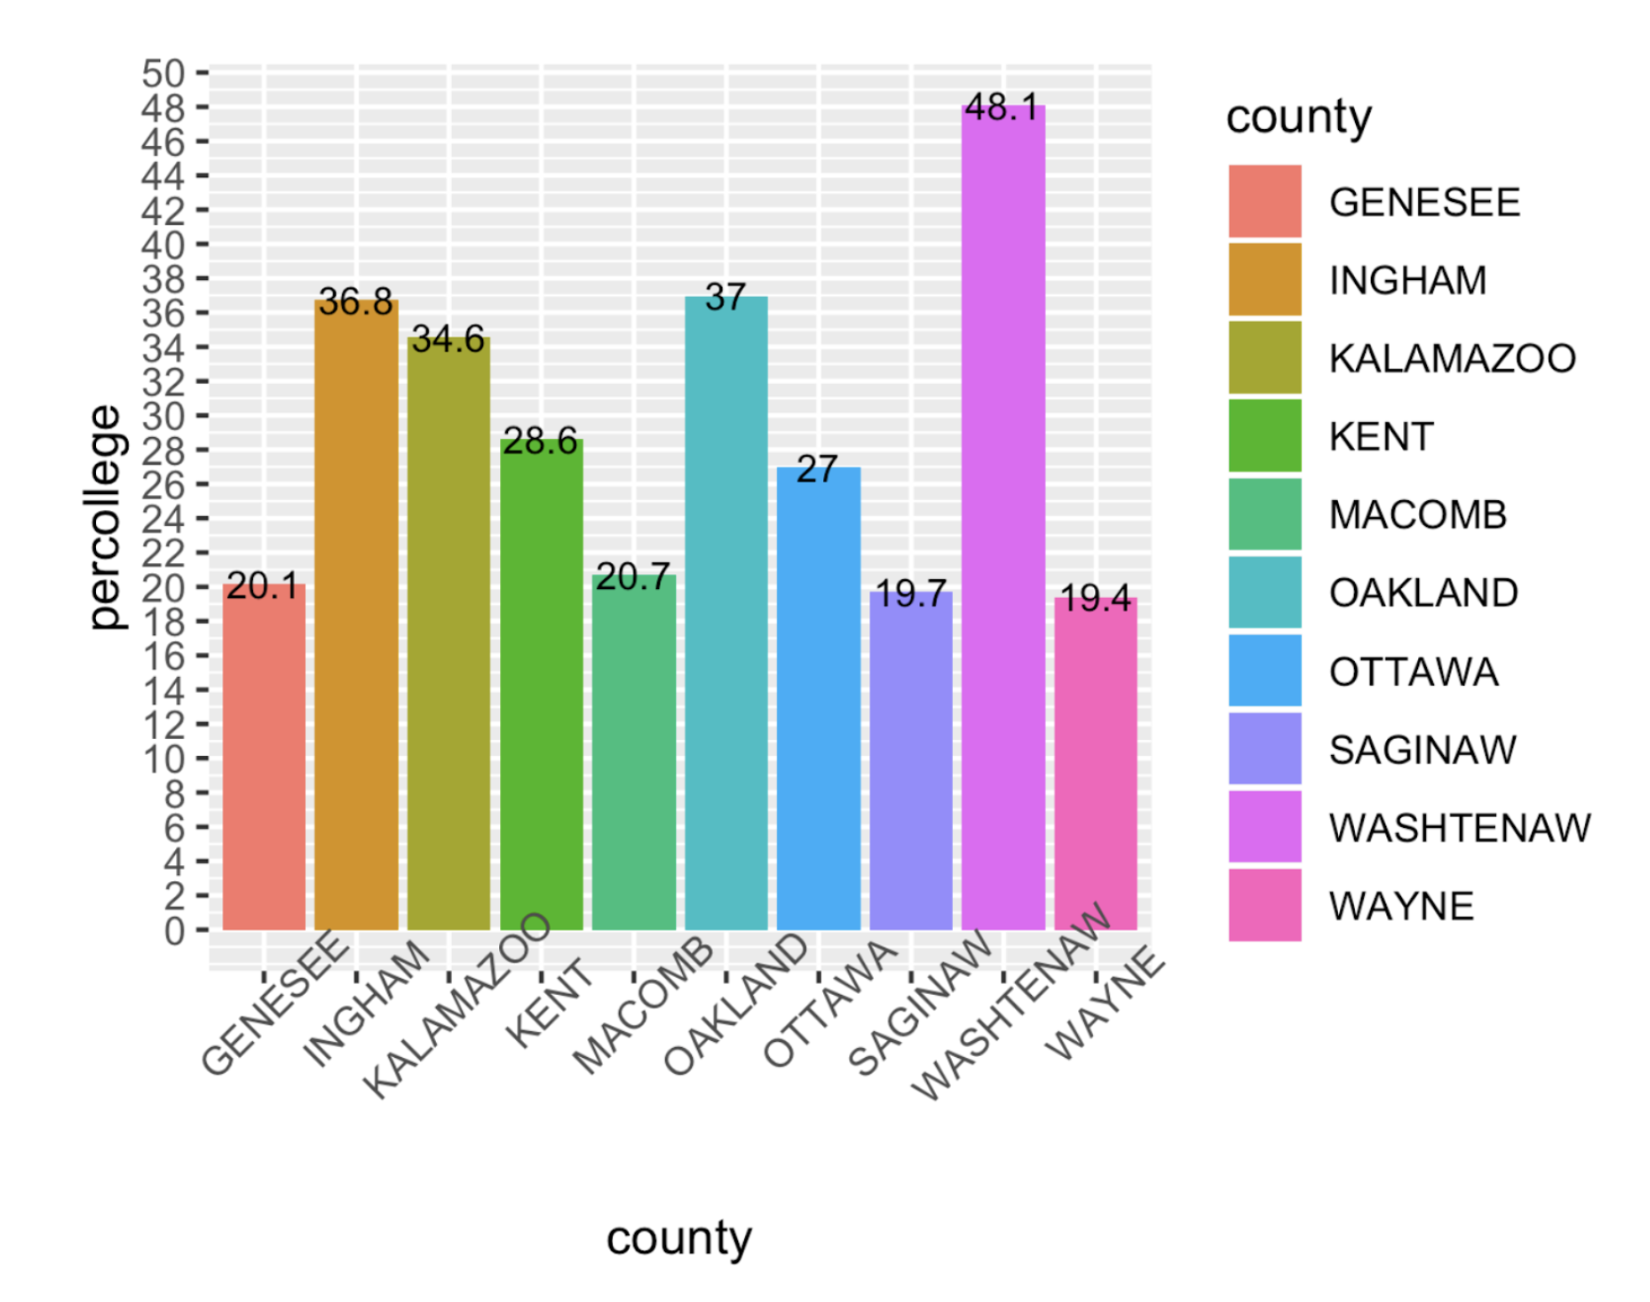 percollege
50
48
46
44
42
40
38
36
34
32
30
28
26
24
22
20
18
16
14
12
10
8
6
4
2
0
20.1
36.8
34.6
28.6
20.7
37
27
19.7
48.1
19.4
GENESEE
INGHAM
KALAMAZOO
KENT
MACOMB
OAKLAND
OTTAWA
SAGINAW
WASHTENAW
WAYNE
county
county
GENESEE
INGHAM
KALAMAZOO
KENT
MACOMB
OAKLAND
OTTAWA
SAGINAW
WASHTENAW
WAYNE